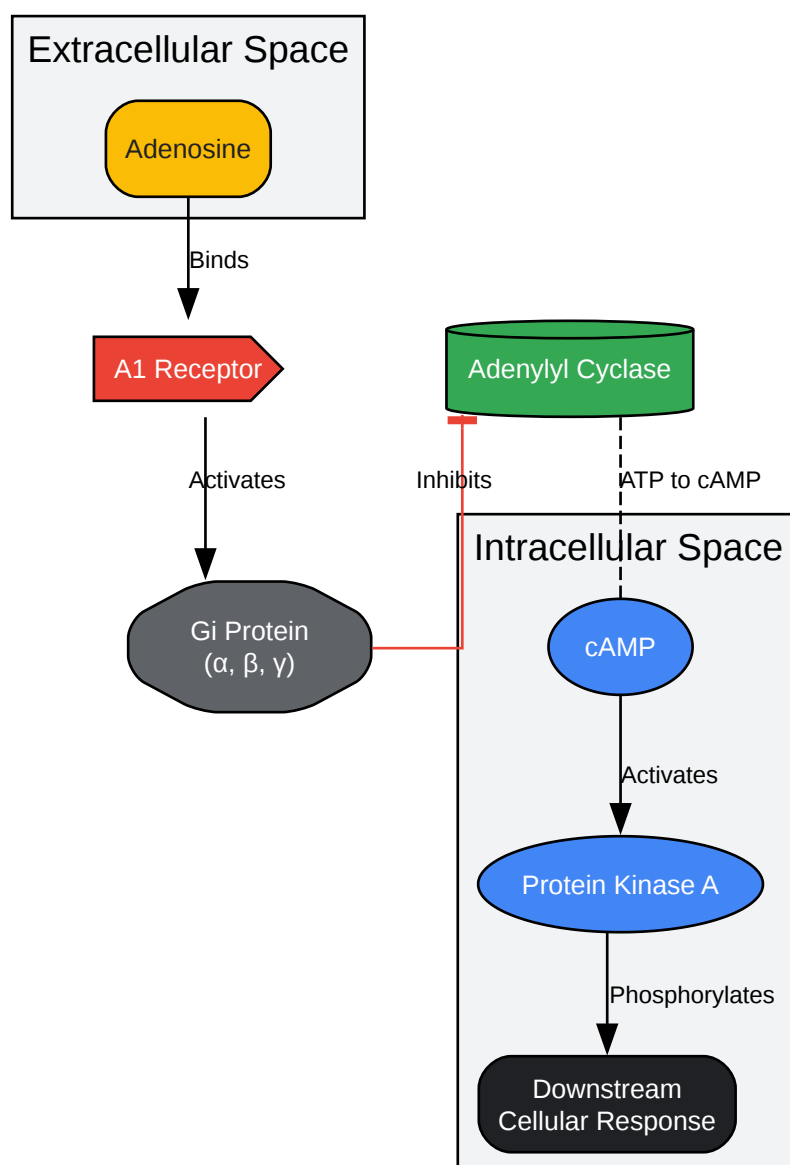 Extracellular Space
Adenosine
Binds
A1 Receptor
Adenylyl Cyclase
Activates
Inhibits
ATP to cAMP
Intracellular Space
Gi Protein
(α, β, γ)
cAMP
Activates
Protein Kinase A
Phosphorylates
Downstream
Cellular Response